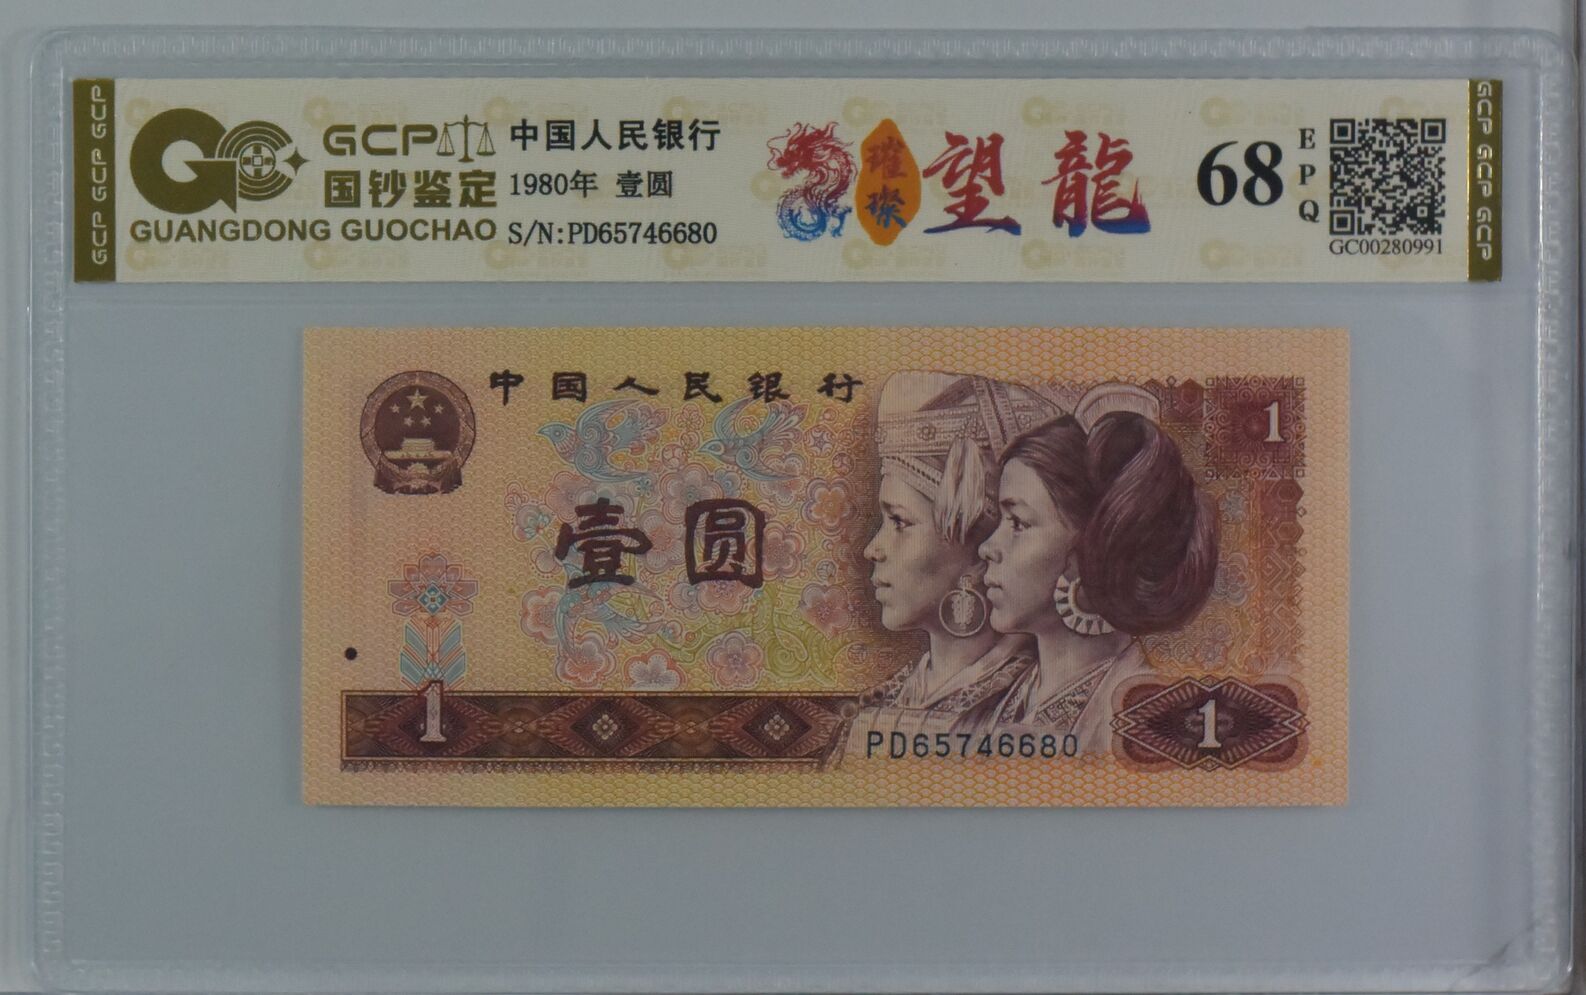 GCP GCP GCP
GCP
国钞鉴定
GUANGDONG GUOCHAO
中国人民银行
1980年 壹圆
S/N:PD65746680
璀璨
望龍
68
EPQ
GC00280991
GCP GCP GCP
中国人民银行
1
壹圆
1
PD65746680
1